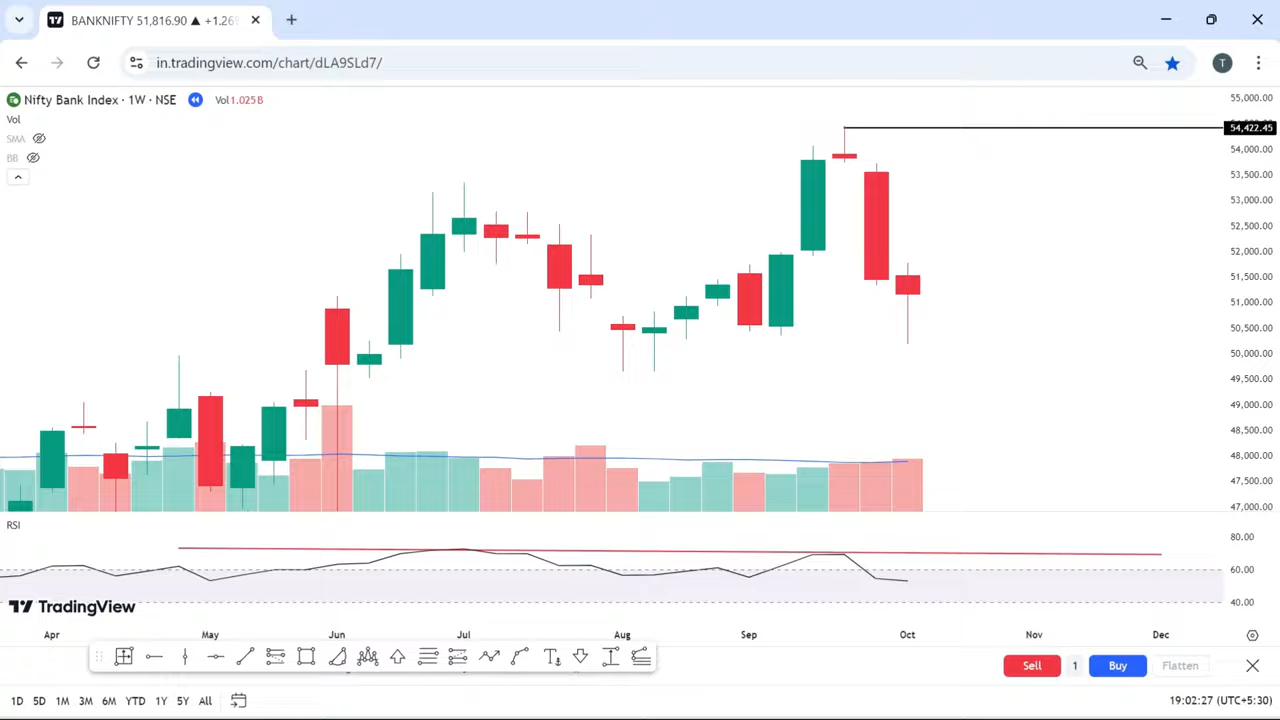 BANKNIFTY 51,816.90 ▲ +1.26%
in.tradingview.com/chart/dLA9SLd7/
T
Nifty Bank Index · 1W · NSE Vol 1.025 B
Vol
SMA
BB
55,000.00
54,422.45
54,000.00
53,500.00
53,000.00
52,500.00
52,000.00
51,500.00
51,000.00
50,500.00
50,000.00
49,500.00
49,000.00
48,500.00
48,000.00
47,500.00
47,000.00
RSI
80.00
60.00
40.00
TradingView
Apr May Jun Jul Aug Sep Oct Nov Dec
Sell 1 Buy Flatten
1D 5D 1M 3M 6M YTD 1Y 5Y All 19:02:27 (UTC+5:30)